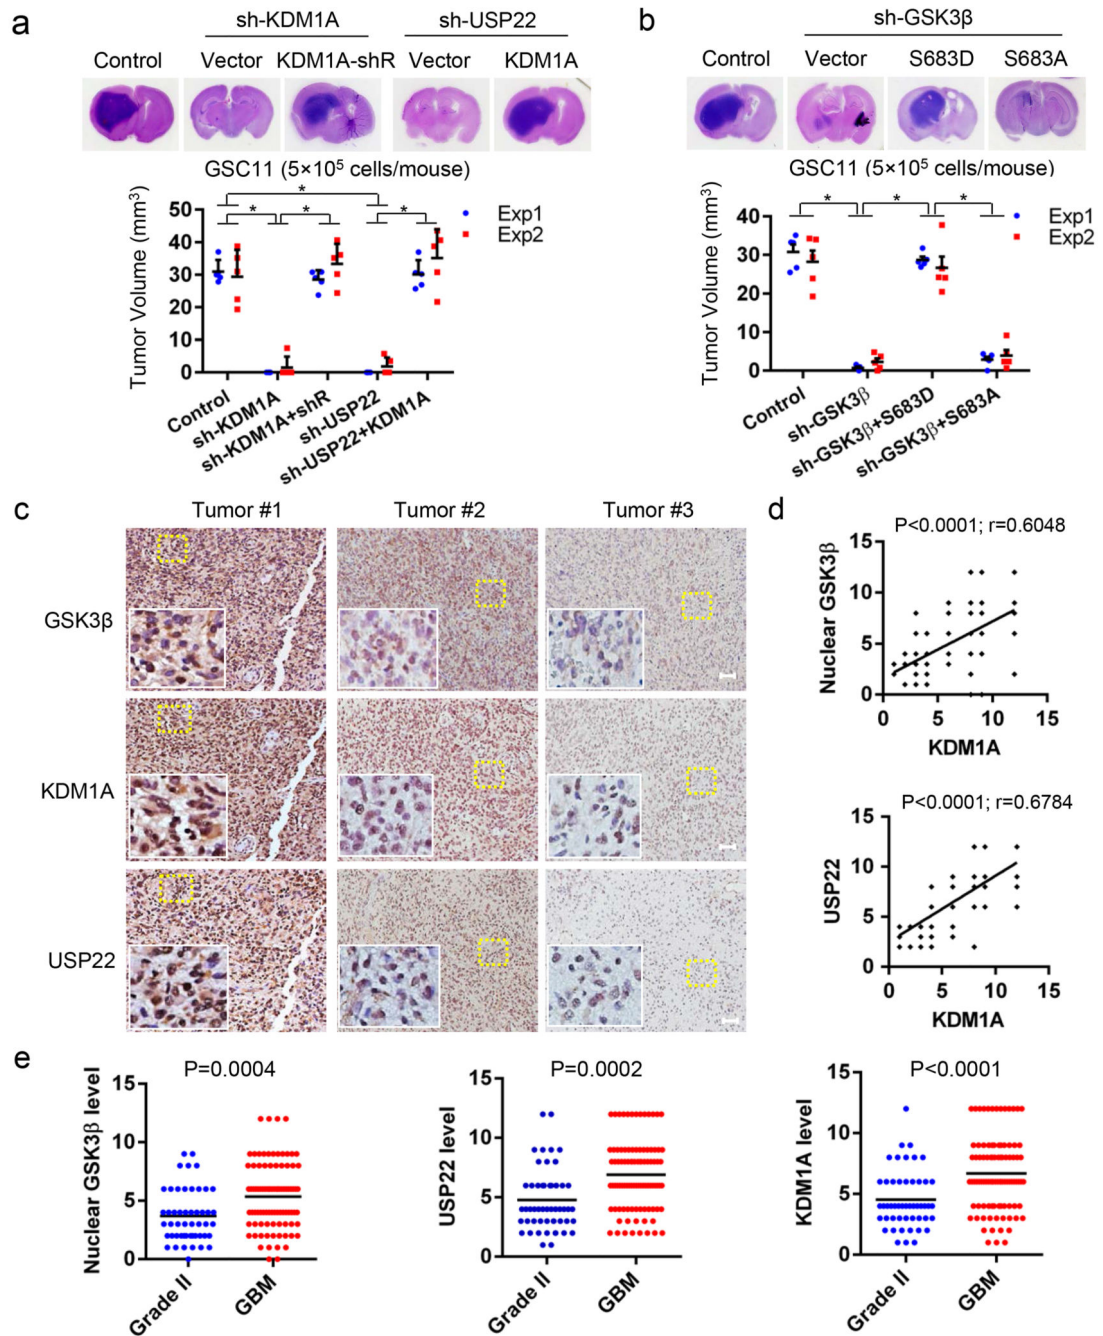 a
sh-KDM1A
sh-USP22
Control
Vector
KDM1A-shR
Vector
KDM1A
GSC11 (5×10⁵ cells/mouse)
Tumor Volume (mm³)
50
40
30
20
10
0
*
*
*
*
Exp1
Exp2
Control
sh-KDM1A
sh-KDM1A+shR
sh-USP22
sh-USP22+KDM1A
b
sh-GSK3β
Control
Vector
S683D
S683A
GSC11 (5×10⁵ cells/mouse)
Tumor Volume (mm³)
40
30
20
10
0
*
*
*
Exp1
Exp2
Control
sh-GSK3β
sh-GSK3β+S683D
sh-GSK3β+S683A
c
Tumor #1
Tumor #2
Tumor #3
GSK3β
KDM1A
USP22
d
P<0.0001; r=0.6048
Nuclear GSK3β
15
10
5
0
0
5
10
15
KDM1A
P<0.0001; r=0.6784
USP22
15
10
5
0
0
5
10
15
KDM1A
e
P=0.0004
Nuclear GSK3β level
15
10
5
0
Grade II
GBM
P=0.0002
USP22 level
15
10
5
0
Grade II
GBM
P<0.0001
KDM1A level
15
10
5
0
Grade II
GBM